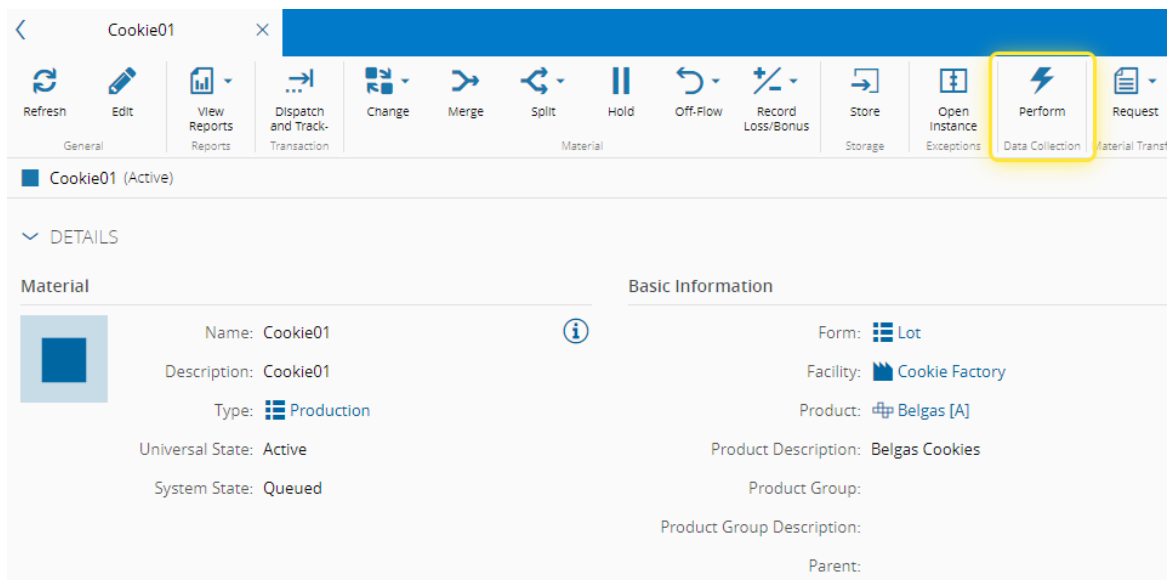 Cookie01
Refresh
Edit
View
Reports
Dispatch
and Track-
Change
Merge
Split
Hold
Off-Flow
Record
Loss/Bonus
Store
Open
Instance
Perform
Request
General
Reports
Transaction
Material
Storage
Exceptions
Data Collection
Material Transf
Cookie01 (Active)
DETAILS
Material
Name: Cookie01
Description: Cookie01
Type: Production
Universal State: Active
System State: Queued
Basic Information
Form: Lot
Facility: Cookie Factory
Product: Belgas [A]
Product Description: Belgas Cookies
Product Group:
Product Group Description:
Parent: